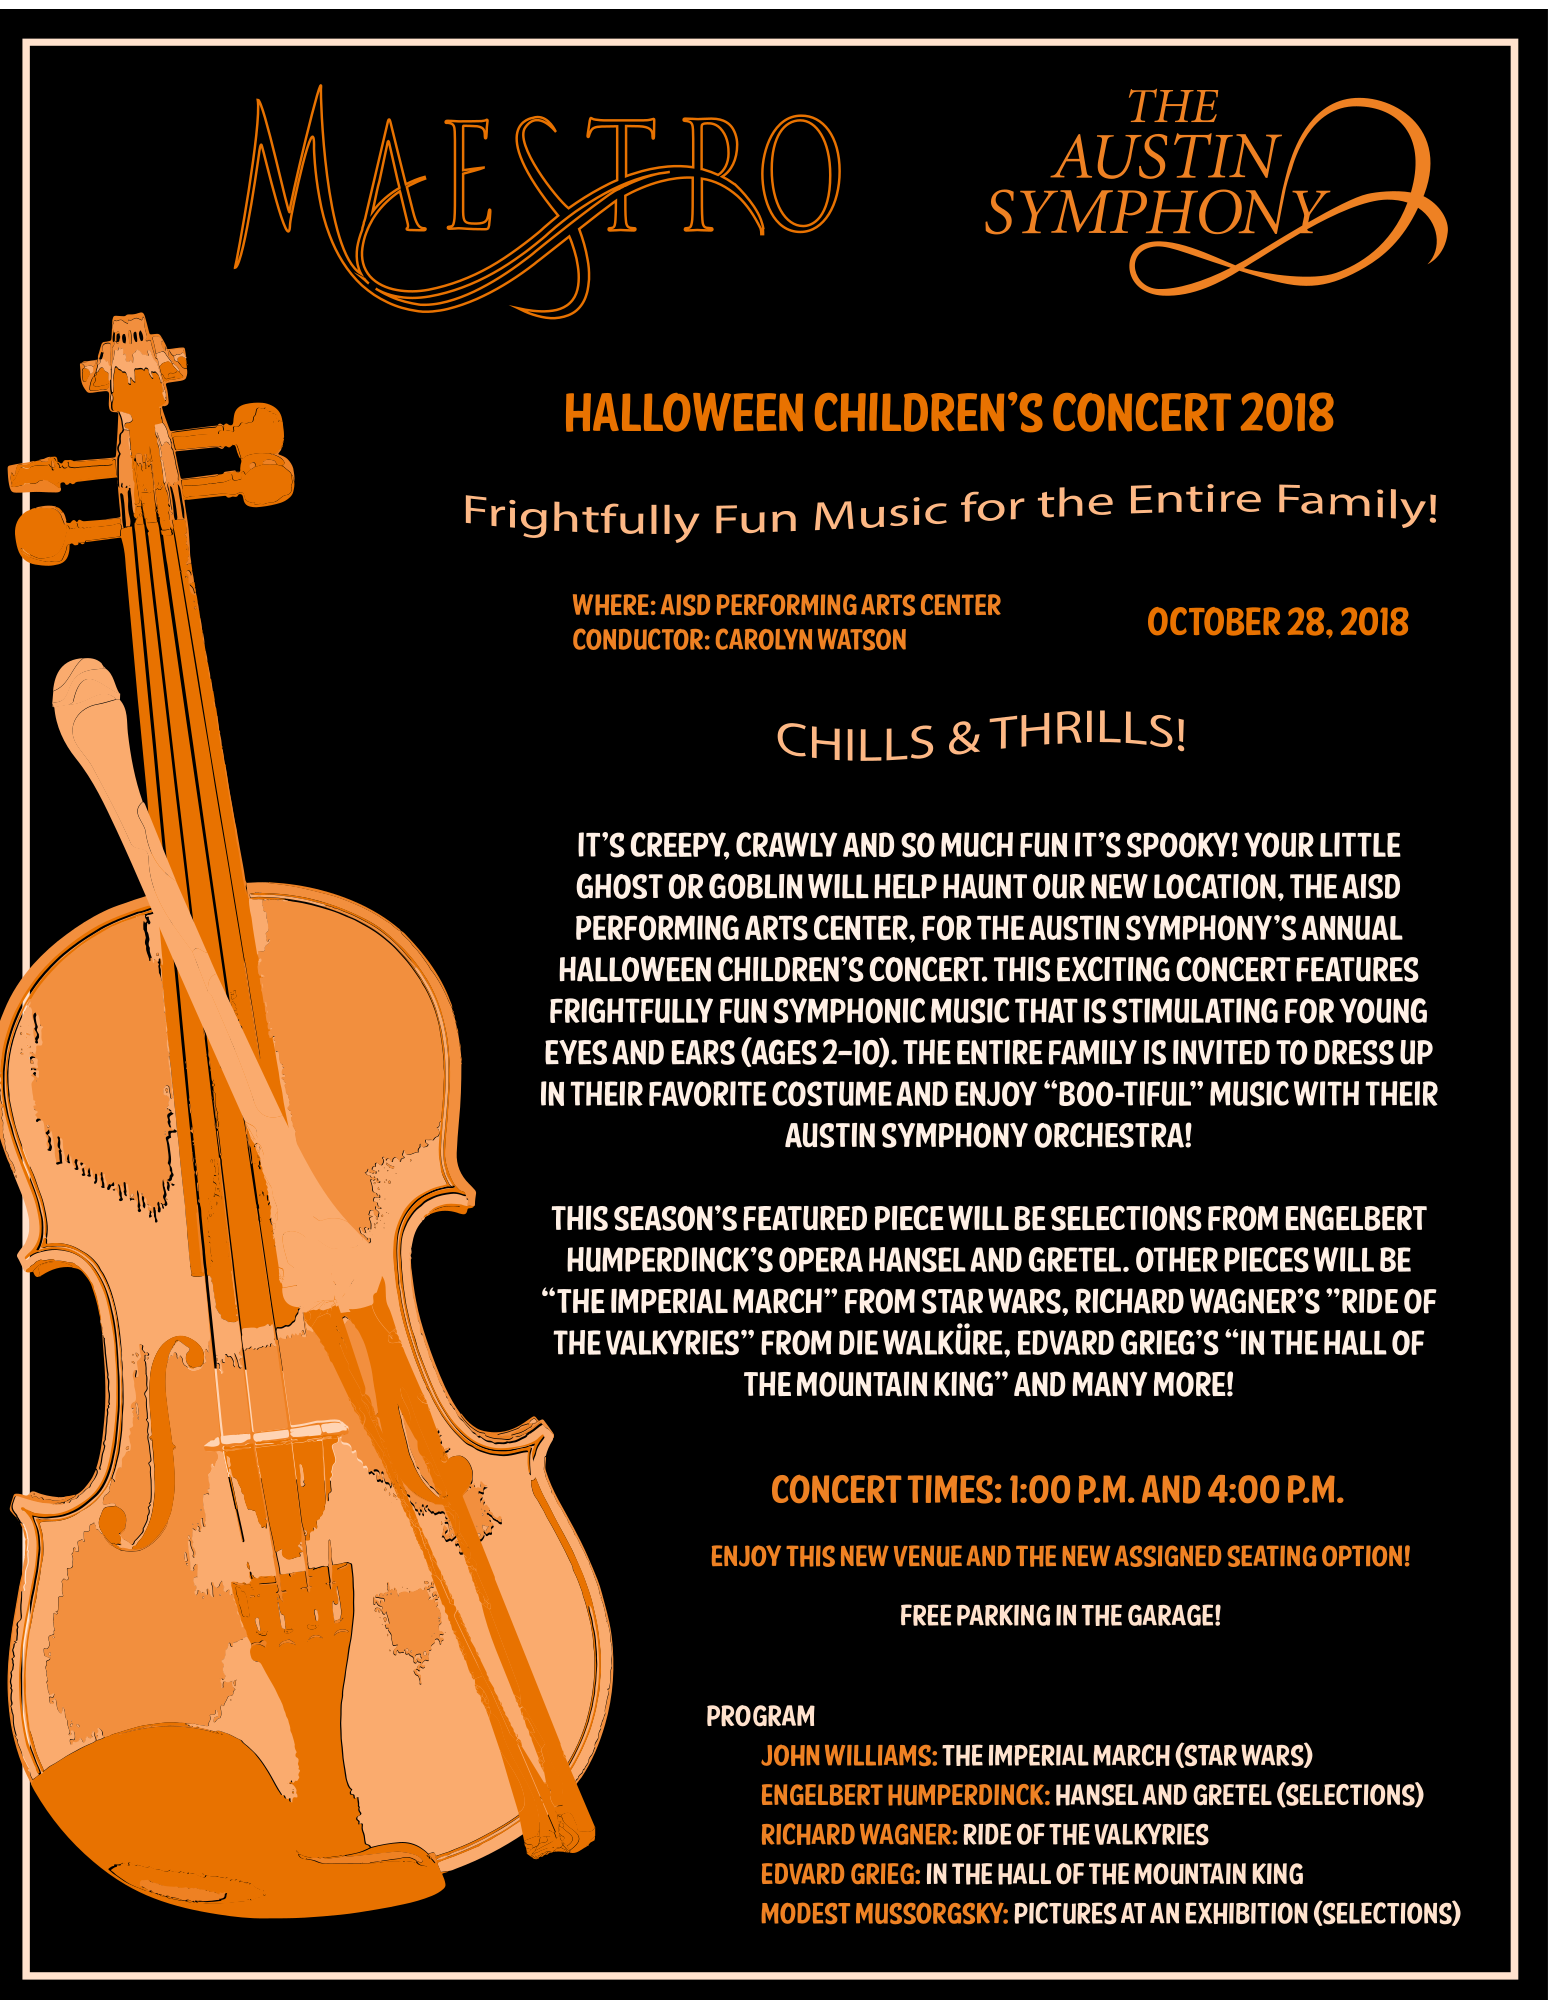 MAESTRO
THE
AUSTIN
SYMPHONY
HALLOWEEN CHILDREN'S CONCERT 2018
Frightfully Fun Music for the Entire Family!
WHERE: AISD PERFORMING ARTS CENTER
CONDUCTOR: CAROLYN WATSON
OCTOBER 28, 2018
CHILLS & THRILLS!
IT'S CREEPY, CRAWLY AND SO MUCH FUN IT'S SPOOKY! YOUR LITTLE
GHOST OR GOBLIN WILL HELP HAUNT OUR NEW LOCATION, THE AISD
PERFORMING ARTS CENTER, FOR THE AUSTIN SYMPHONY'S ANNUAL
HALLOWEEN CHILDREN'S CONCERT. THIS EXCITING CONCERT FEATURES
FRIGHTFULLY FUN SYMPHONIC MUSIC THAT IS STIMULATING FOR YOUNG
EYES AND EARS (AGES 2–10). THE ENTIRE FAMILY IS INVITED TO DRESS UP
IN THEIR FAVORITE COSTUME AND ENJOY “BOO-TIFUL” MUSIC WITH THEIR
AUSTIN SYMPHONY ORCHESTRA!
THIS SEASON'S FEATURED PIECE WILL BE SELECTIONS FROM ENGELBERT
HUMPERDINCK'S OPERA HANSEL AND GRETEL. OTHER PIECES WILL BE
“THE IMPERIAL MARCH” FROM STAR WARS, RICHARD WAGNER'S ”RIDE OF
THE VALKYRIES” FROM DIE WALKÜRE, EDVARD GRIEG'S “IN THE HALL OF
THE MOUNTAIN KING” AND MANY MORE!
CONCERT TIMES: 1:00 P.M. AND 4:00 P.M.
ENJOY THIS NEW VENUE AND THE NEW ASSIGNED SEATING OPTION!
FREE PARKING IN THE GARAGE!
PROGRAM
JOHN WILLIAMS: THE IMPERIAL MARCH (STAR WARS)
ENGELBERT HUMPERDINCK: HANSEL AND GRETEL (SELECTIONS)
RICHARD WAGNER: RIDE OF THE VALKYRIES
EDVARD GRIEG: IN THE HALL OF THE MOUNTAIN KING
MODEST MUSSORGSKY: PICTURES AT AN EXHIBITION (SELECTIONS)